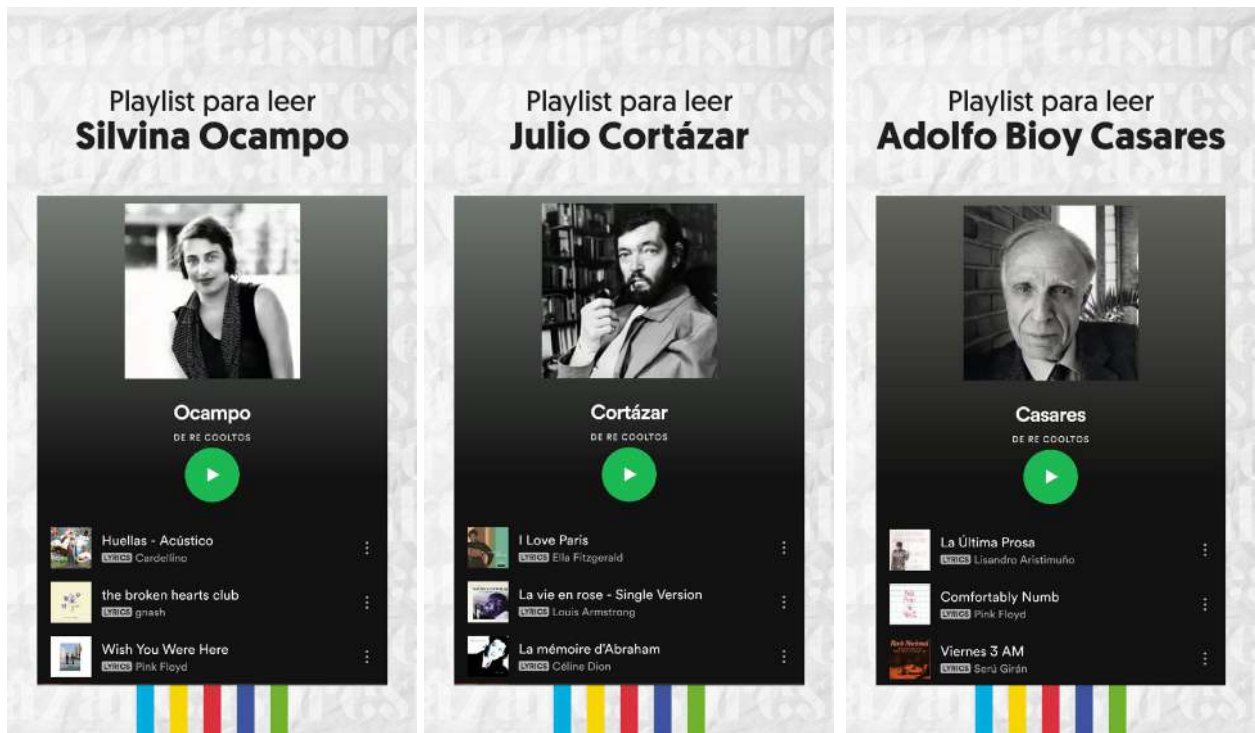 Playlist para leer
Silvina Ocampo
Ocampo
DE RE COOLTOS
Huellas - Acústico
LYRICS Cardellino
the broken hearts club
LYRICS gnash
Wish You Were Here
LYRICS Pink Floyd
Playlist para leer
Julio Cortázar
Cortázar
DE RE COOLTOS
I Love Paris
LYRICS Ella Fitzgerald
La vie en rose - Single Version
LYRICS Louis Armstrong
La mémoire d'Abraham
LYRICS Céline Dion
Playlist para leer
Adolfo Bioy Casares
Casares
DE RE COOLTOS
La Última Prosa
LYRICS Lisandro Aristimuño
Comfortably Numb
LYRICS Pink Floyd
Viernes 3 AM
LYRICS Serú Girán